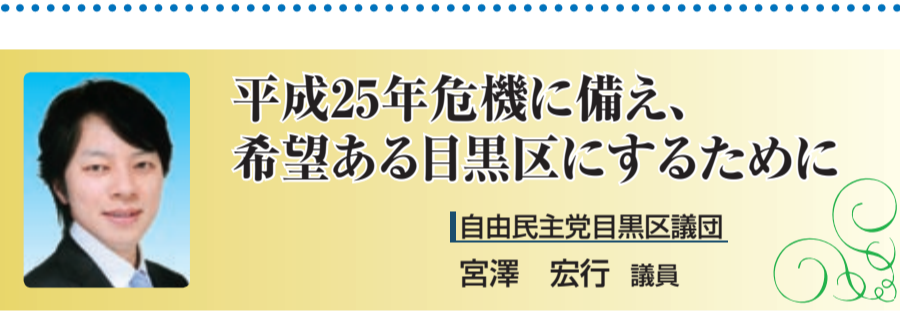 平成25年危機に備え、
希望ある目黒区にするために
自由民主党目黒区議団
宮澤　宏行　議員